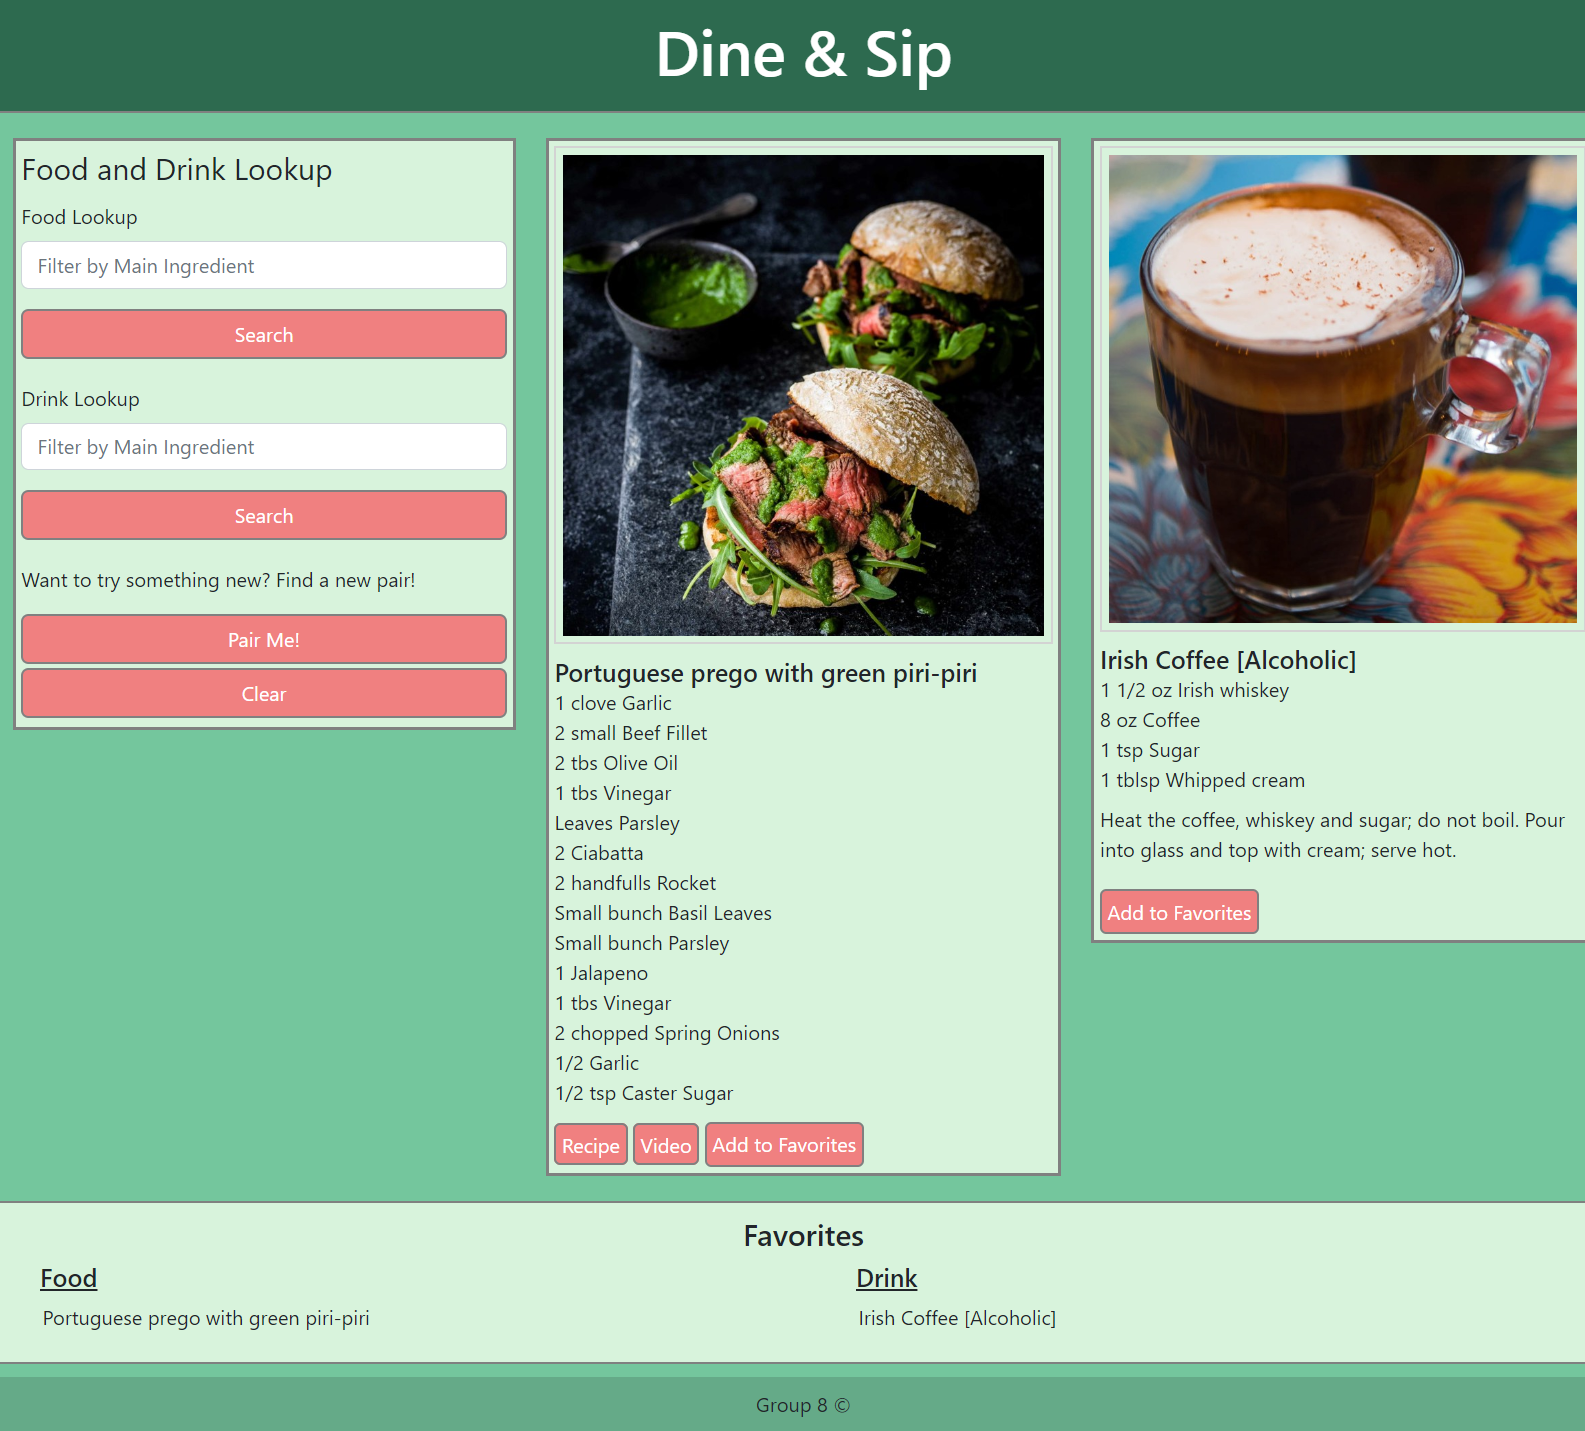 Dine & Sip
Food and Drink Lookup
Food Lookup
Filter by Main Ingredient
Search
Drink Lookup
Filter by Main Ingredient
Search
Want to try something new? Find a new pair!
Pair Me!
Clear
Portuguese prego with green piri-piri
1 clove Garlic
2 small Beef Fillet
2 tbs Olive Oil
1 tbs Vinegar
Leaves Parsley
2 Ciabatta
2 handfulls Rocket
Small bunch Basil Leaves
Small bunch Parsley
1 Jalapeno
1 tbs Vinegar
2 chopped Spring Onions
1/2 Garlic
1/2 tsp Caster Sugar
Recipe Video Add to Favorites
Irish Coffee [Alcoholic]
1 1/2 oz Irish whiskey
8 oz Coffee
1 tsp Sugar
1 tblsp Whipped cream
Heat the coffee, whiskey and sugar; do not boil. Pour
into glass and top with cream; serve hot.
Add to Favorites
Favorites
Food
Portuguese prego with green piri-piri
Drink
Irish Coffee [Alcoholic]
Group 8 ©